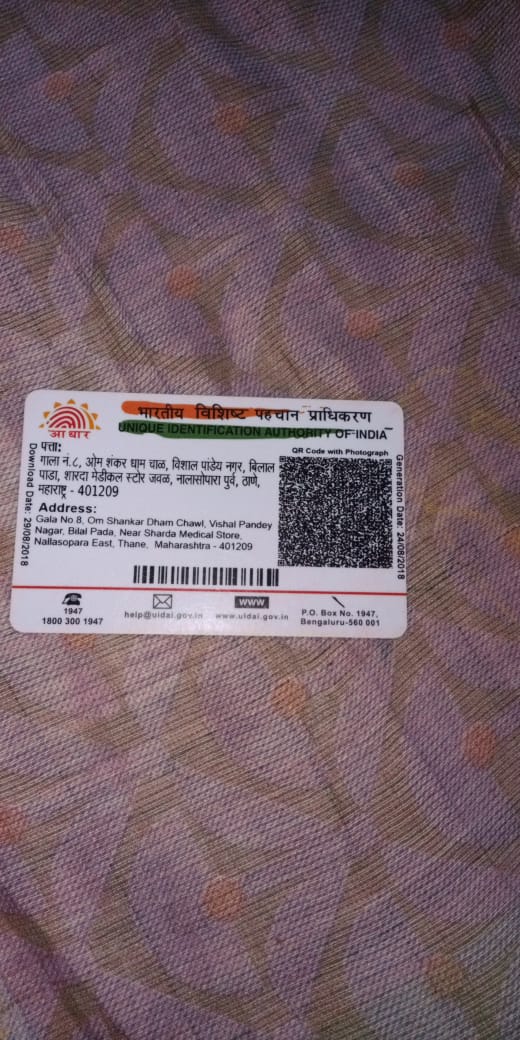 भारतीय विशिष्ट पहचान प्राधिकरण
UNIQUE IDENTIFICATION AUTHORITY OF INDIA
आधार
QR Code with Photograph
पत्ता:
गाला नं.८, ओम शंकर धाम चाळ, विशाल पांडेय नगर, बिलाल
पाडा, शारदा मेडीकल स्टोर जवळ, नालासोपारा पुर्व, ठाणे,
महाराष्ट्र - 401209
Address:
Gala No 8, Om Shankar Dham Chawl, Vishal Pandey
Nagar, Bilal Pada, Near Sharda Medical Store,
Nallasopara East, Thane, Maharashtra - 401209
Download Date: 29/08/2018
Generation Date: 24/08/2018
1947
1800 300 1947
help@uidai.gov.in
WWW
www.uidai.gov.in
P.O. Box No. 1947,
Bengaluru-560 001